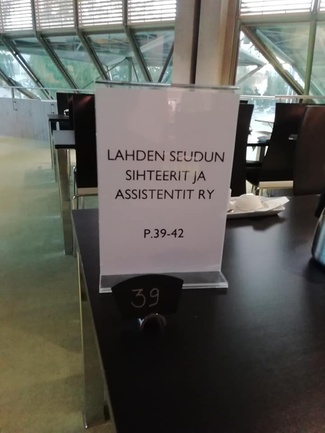 LAHDEN SEUDUN
SIHTEERIT JA
ASSISTENTIT RY
P.39-42
39